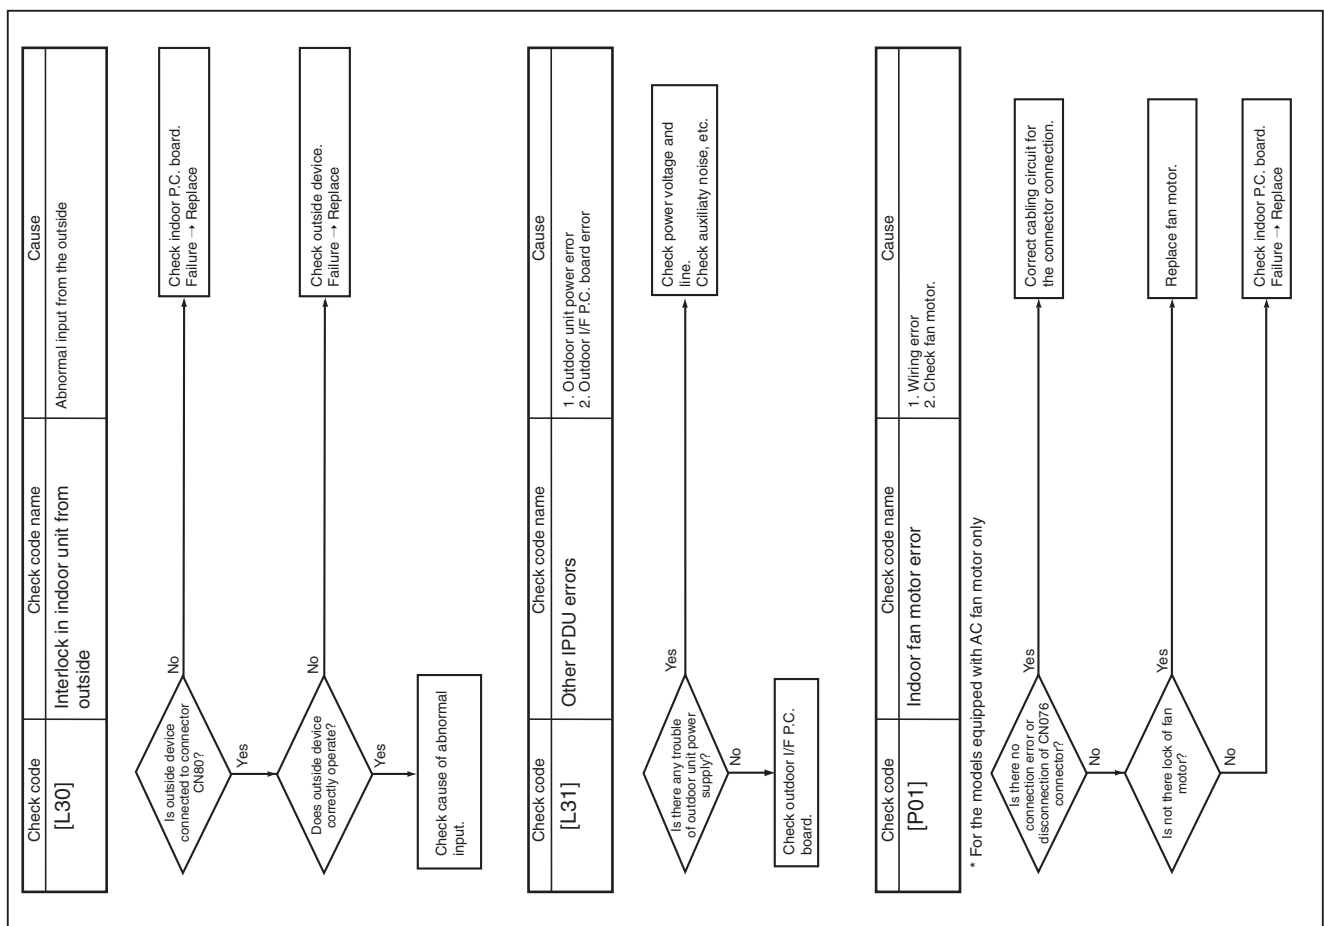 Check code
Check code name
Cause
[L30]
Interlock in indoor unit from
outside
Abnormal input from the outside
Is outside device
connected to connector
CN80?
No
Check indoor P.C. board.
Failure → Replace
Yes
Does outside device
correctly operate?
No
Check outside device.
Failure → Replace
Yes
Check cause of abnormal
input.
Check code
Check code name
Cause
[L31]
Other IPDU errors
1. Outdoor unit power error
2. Outdoor I/F P.C. board error
Is there any trouble
of outdoor unit power
supply?
Yes
Check power voltage and
line.
Check auxiliaty noise, etc.
No
Check outdoor I/F P.C.
board.
Check code
Check code name
Cause
[P01]
Indoor fan motor error
1. Wiring error
2. Check fan motor.
* For the models equipped with AC fan motor only
Is there no
connection error or
disconnection of CN076
connector?
Yes
Correct cabling circuit for
the connector connection.
No
Is not there lock of fan
motor?
Yes
Replace fan motor.
No
Check indoor P.C. board.
Failure → Replace